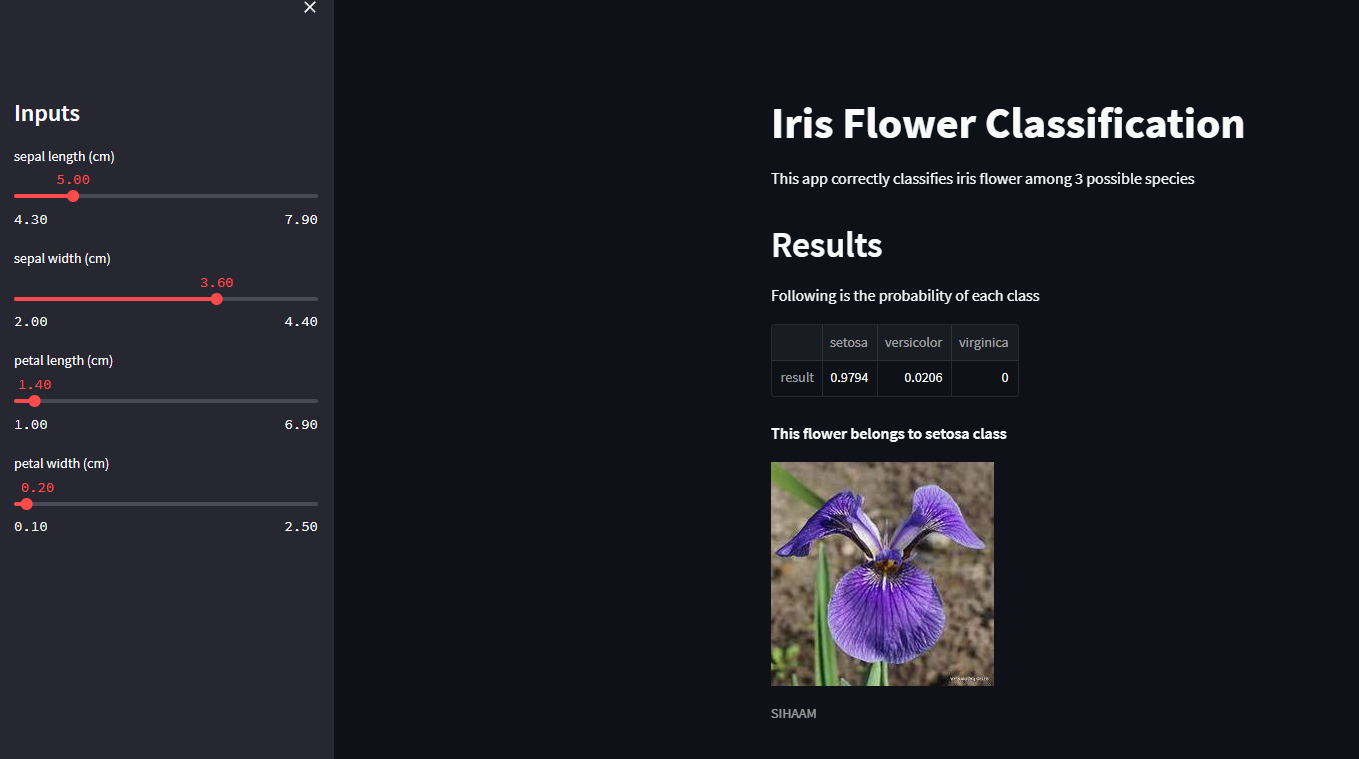 Inputs
sepal length (cm)
5.00
4.30 7.90
sepal width (cm)
3.60
2.00 4.40
petal length (cm)
1.40
1.00 6.90
petal width (cm)
0.20
0.10 2.50
Iris Flower Classification
This app correctly classifies iris flower among 3 possible species
Results
Following is the probability of each class
setosa versicolor virginica
result 0.9794 0.0206 0
This flower belongs to setosa class
SIHAAM